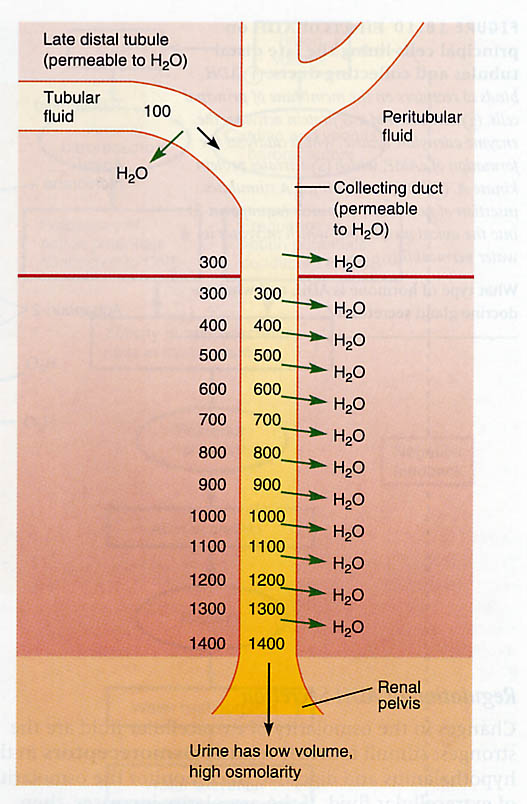 Late distal tubule
(permeable to H2O)
Tubular
fluid
100
H2O
Peritubular
fluid
Collecting duct
(permeable
to H2O)
300
H2O
300 300
H2O
400 400
H2O
500 500
H2O
600 600
H2O
700 700
H2O
800 800
H2O
900 900
H2O
1000 1000
H2O
1100 1100
H2O
1200 1200
H2O
1300 1300
H2O
1400 1400
Renal
pelvis
Urine has low volume,
high osmolarity